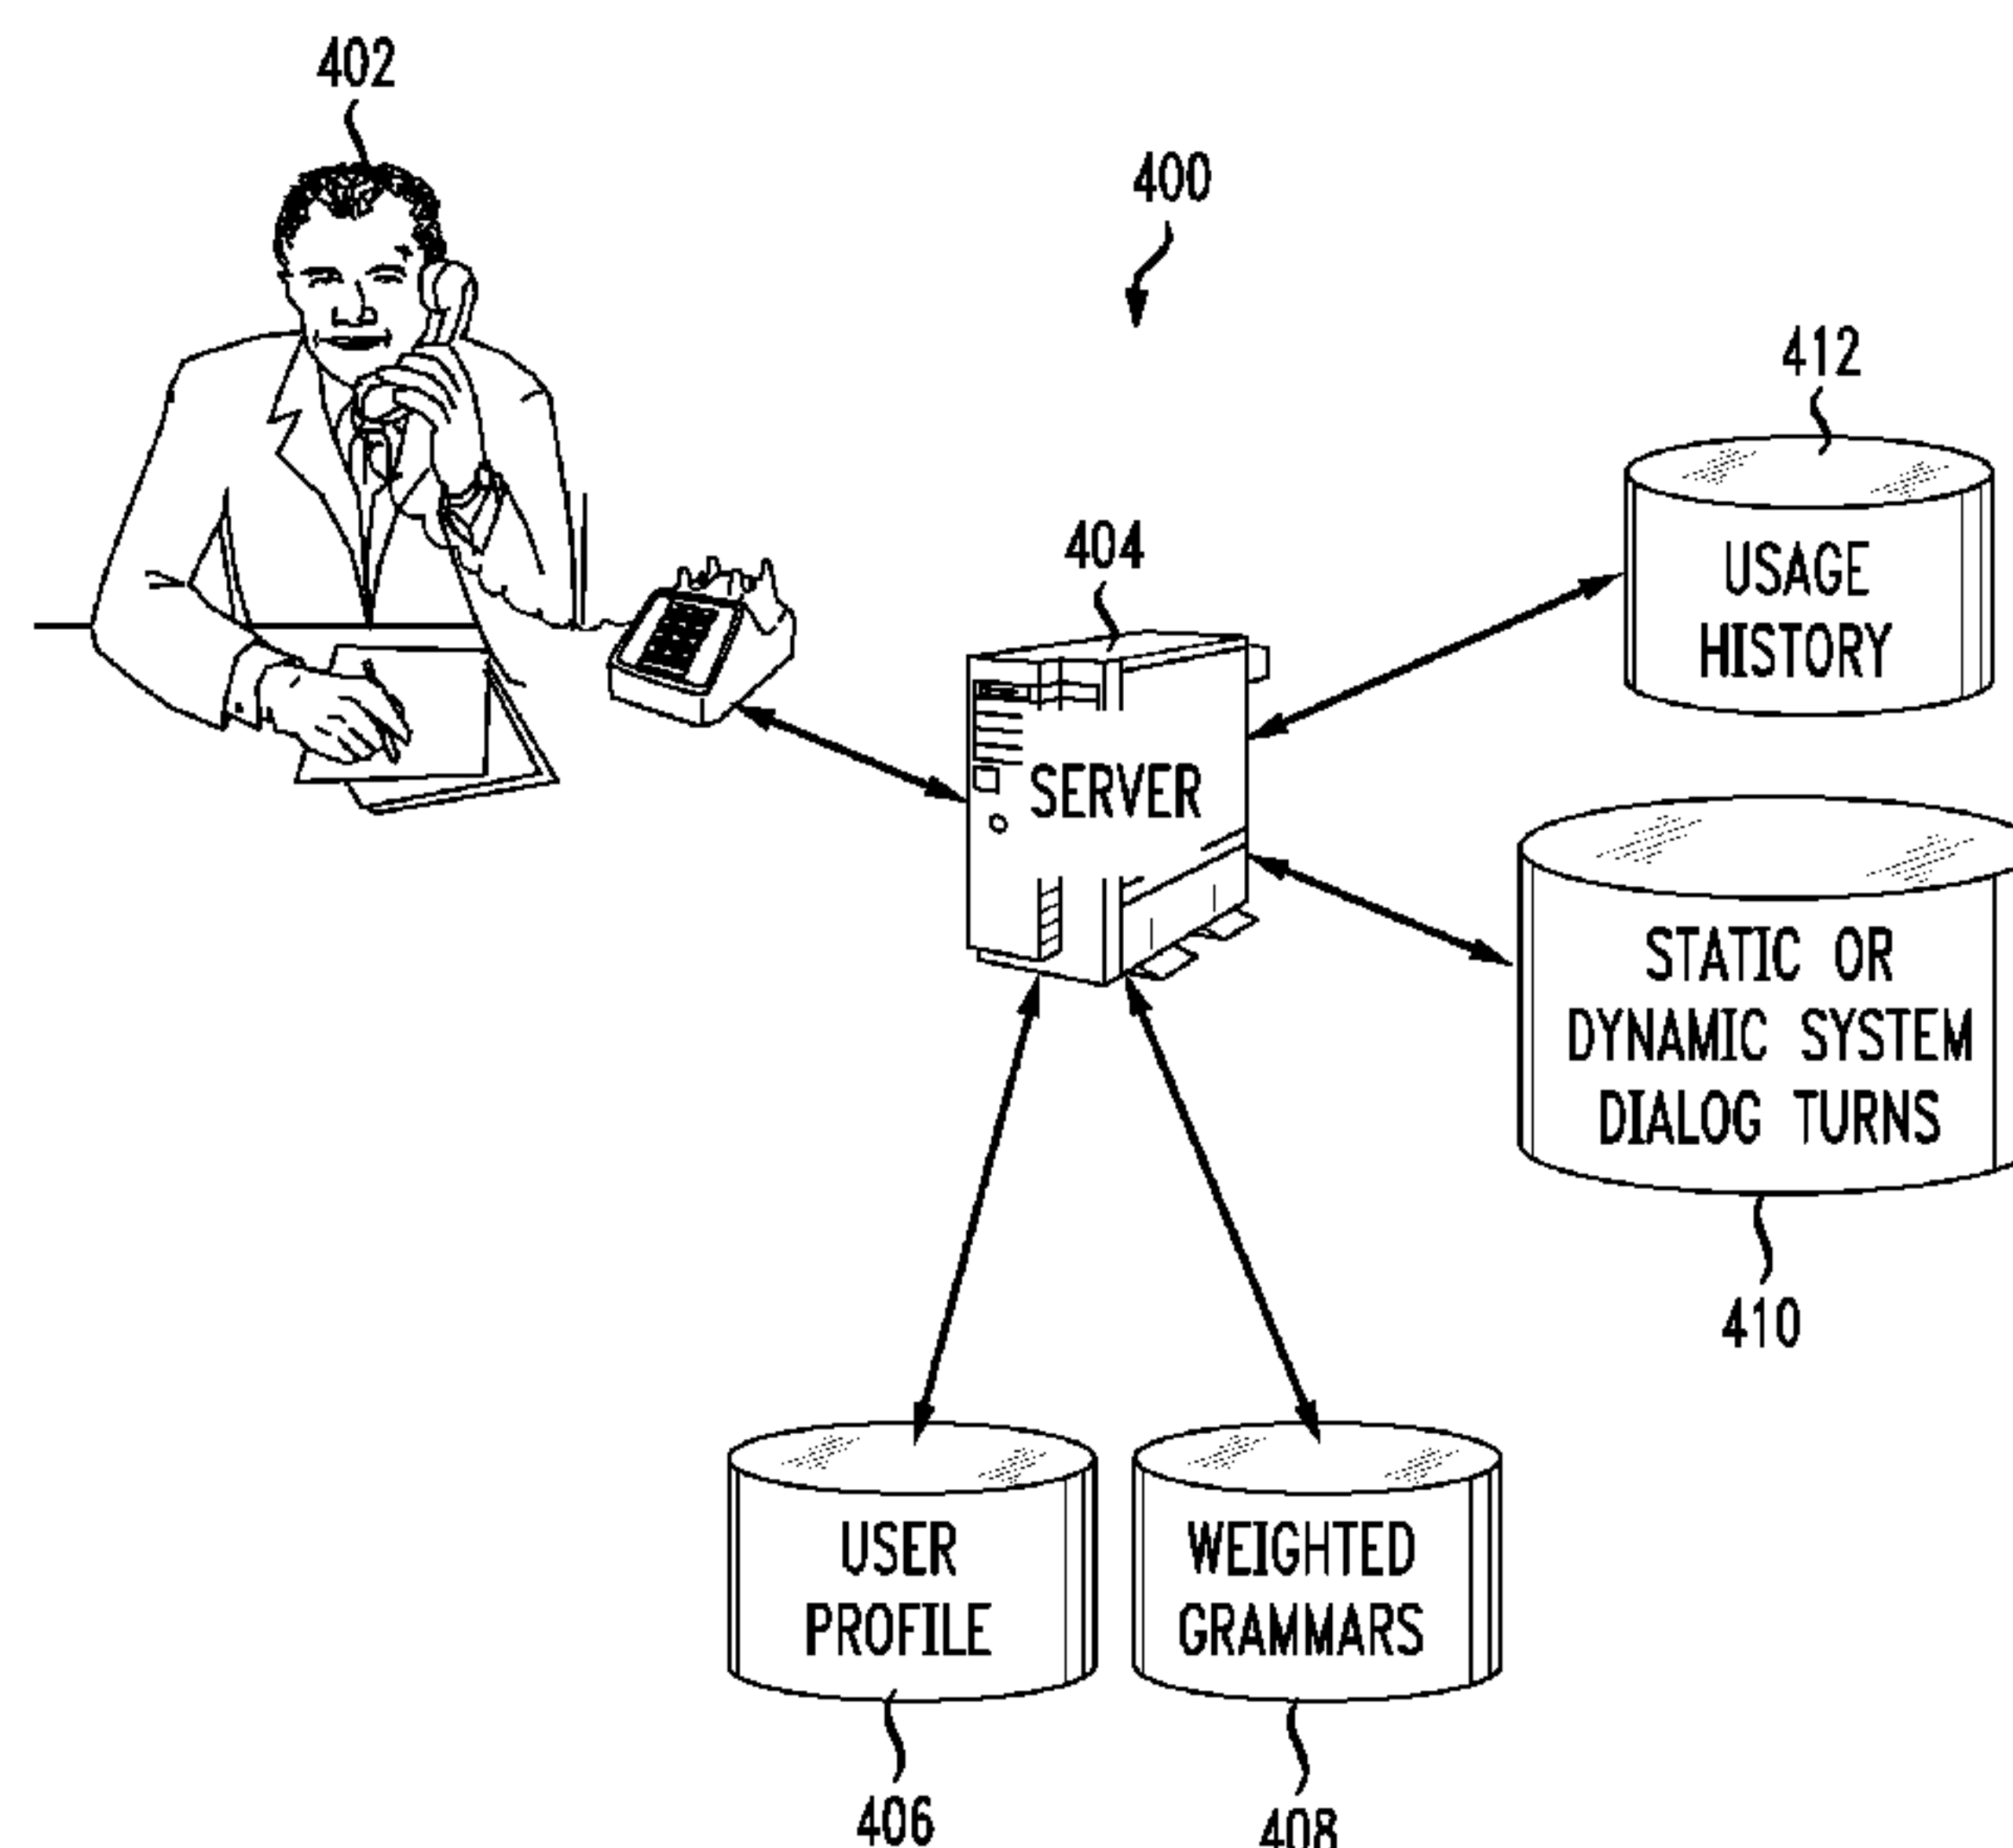 402
400
412
USAGE
HISTORY
404
SERVER
STATIC OR
DYNAMIC SYSTEM
DIALOG TURNS
410
USER
PROFILE
WEIGHTED
GRAMMARS
406
408